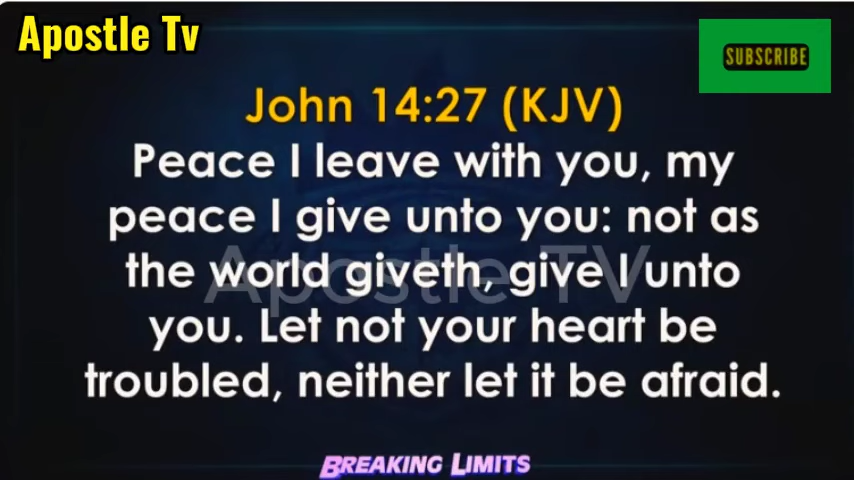 Apostle Tv
SUBSCRIBE
John 14:27 (KJV)
Peace I leave with you, my
peace I give unto you: not as
the world giveth, give I unto
you. Let not your heart be
troubled, neither let it be afraid.
Apostle TV
BREAKING LIMITS